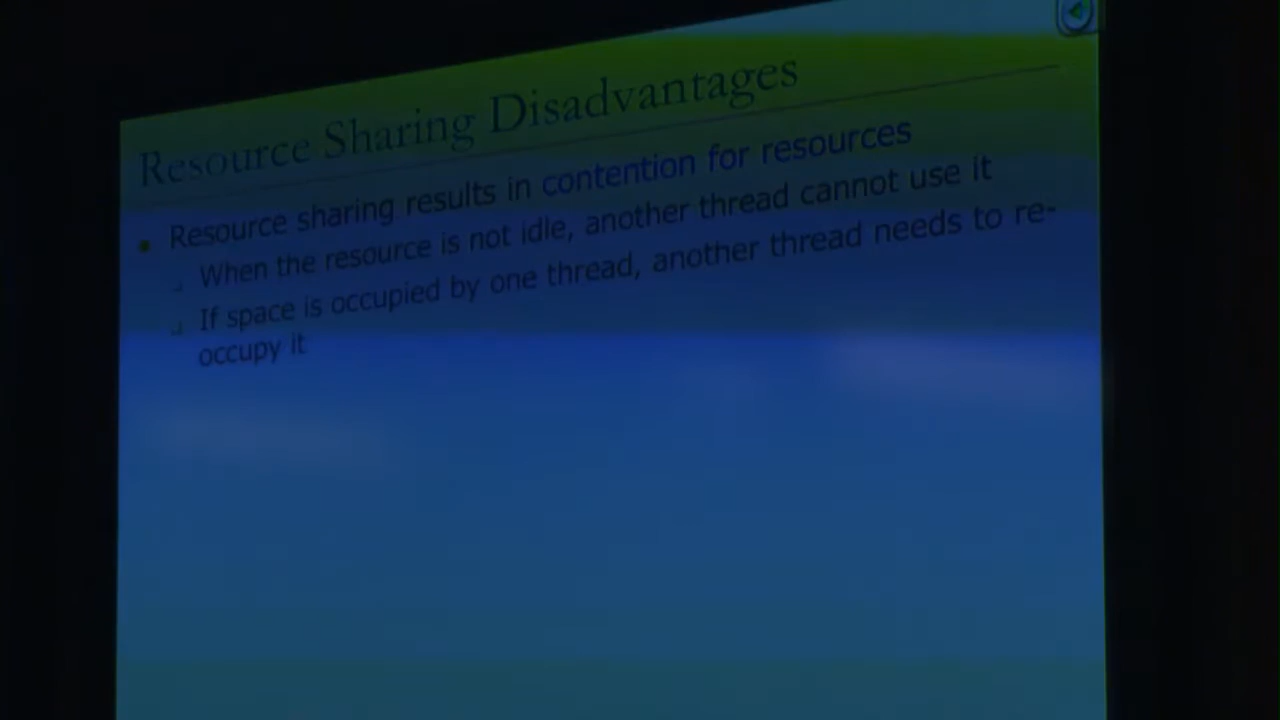 Resource Sharing Disadvantages
Resource sharing results in contention for resources
When the resource is not idle, another thread cannot use it
If space is occupied by one thread, another thread needs to re-
occupy it